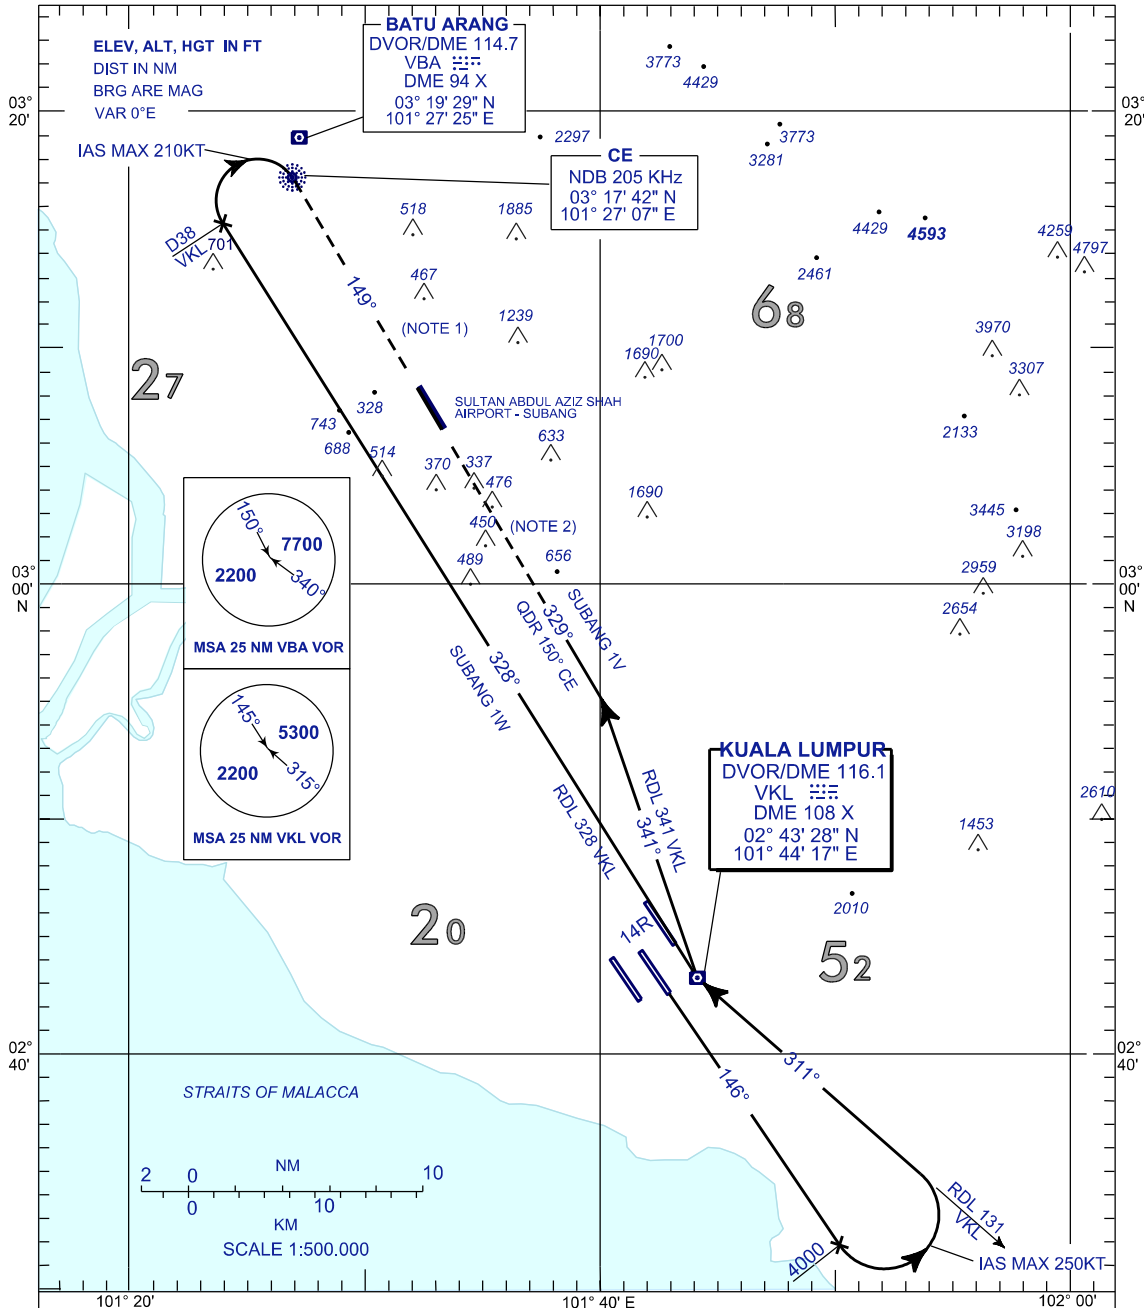 ELEV, ALT, HGT IN FT
DIST IN NM
BRG ARE MAG
VAR 0°E
BATU ARANG
DVOR/DME 114.7
VBA
DME 94 X
03° 19' 29" N
101° 27' 25" E
3773
4429
03°
20'
03°
20'
IAS MAX 210KT
2297
3773
3281
CE
NDB 205 KHz
03° 17' 42" N
101° 27' 07" E
518
1885
4429
4593
4259
4797
D38
VKL
701
467
2461
149°
(NOTE 1)
1239
68
1690
1700
3970
3307
27
328
743
688
SULTAN ABDUL AZIZ SHAH
AIRPORT - SUBANG
2133
514
370
337
633
476
1690
450
(NOTE 2)
3445
3198
489
656
2959
2654
03°
00'
N
03°
00'
N
150°
7700
2200
340°
MSA 25 NM VBA VOR
145°
5300
2200
315°
MSA 25 NM VKL VOR
SUBANG 1V
329°
QDR 150° CE
328°
SUBANG 1W
RDL 341 VKL
341°
RDL 328 VKL
KUALA LUMPUR
DVOR/DME 116.1
VKL
DME 108 X
02° 43' 28" N
101° 44' 17" E
2610
1453
2010
14R
20
52
02°
40'
02°
40'
311°
146°
STRAITS OF MALACCA
2 0 NM 10
0 10
KM
SCALE 1:500.000
RDL 131
VKL
4000
IAS MAX 250KT
101° 20'
101° 40' E
102° 00'